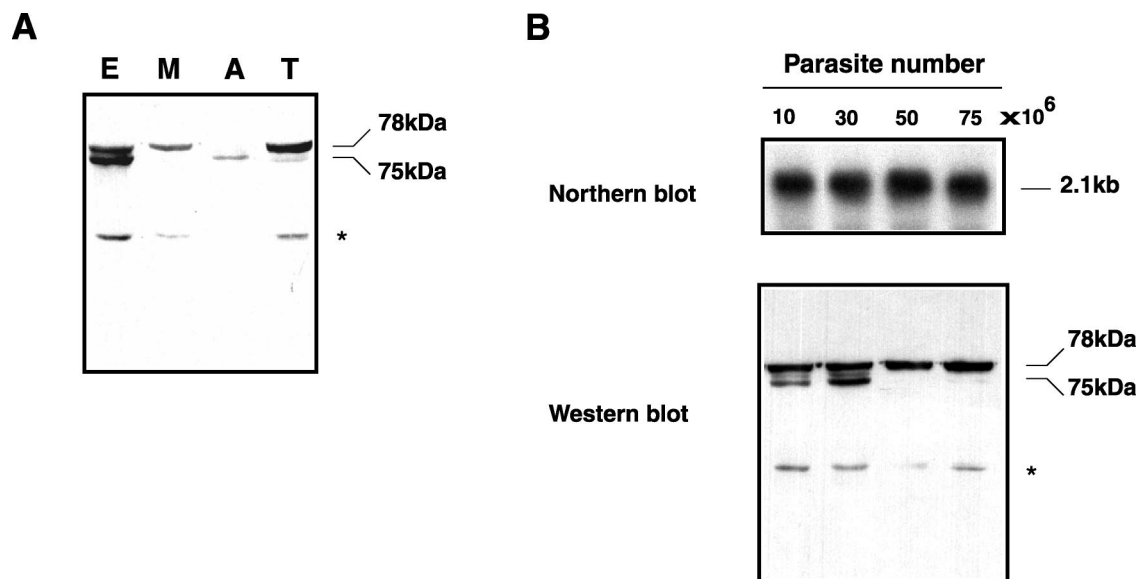 A
E M A T
78kDa
75kDa
*
B
Parasite number
10 30 50 75 x10⁶
Northern blot
2.1kb
78kDa
75kDa
Western blot
*